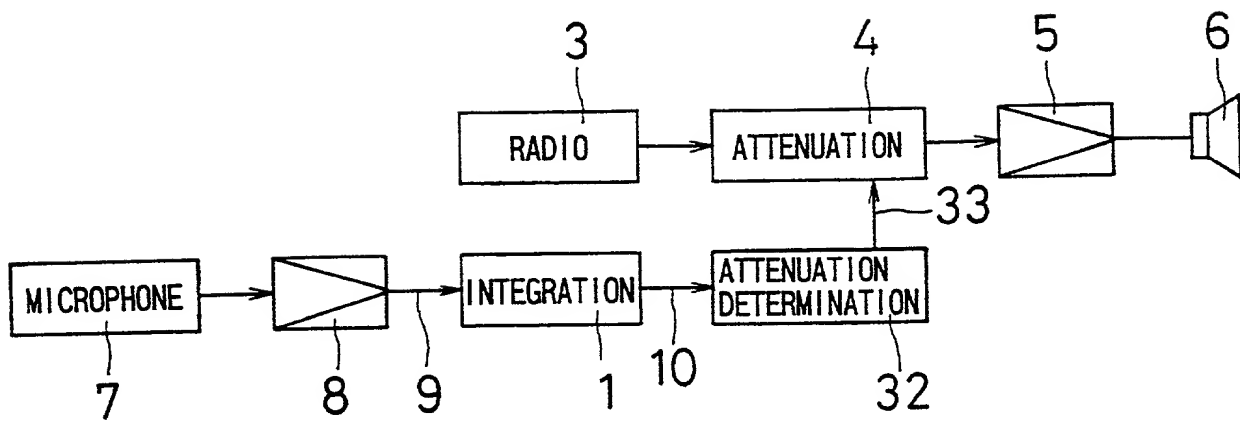 3
4
5
6
RADIO
ATTENUATION
33
MICROPHONE
INTEGRATION
ATTENUATION
DETERMINATION
7
8
9
1
10
32